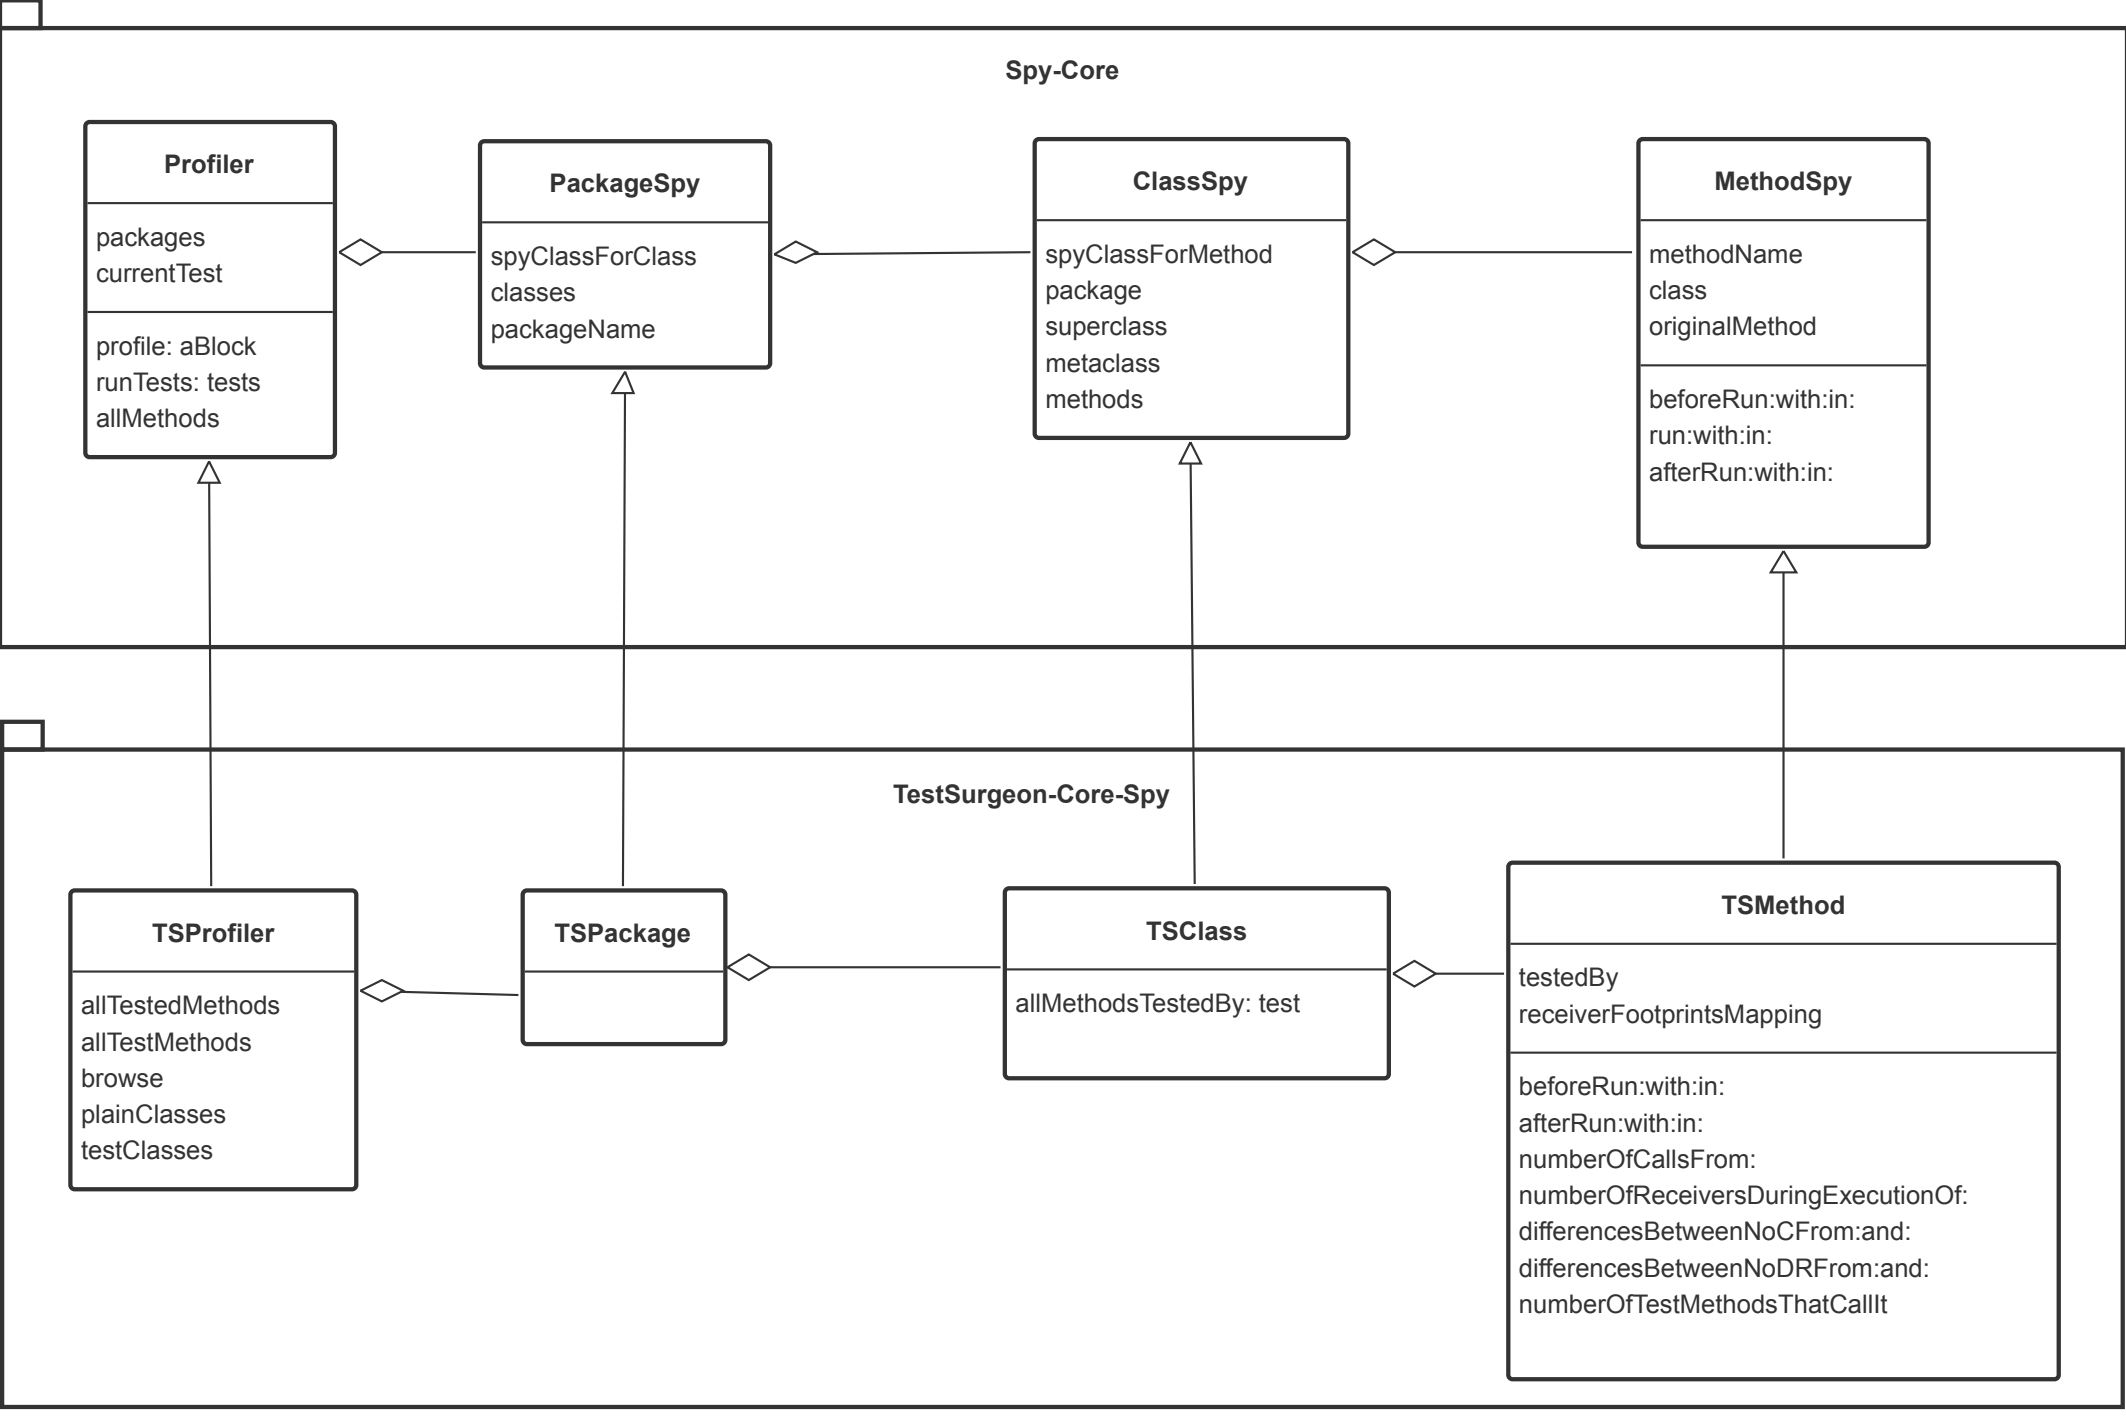 Spy-Core
Profiler
packages
currentTest
profile: aBlock
runTests: tests
allMethods
PackageSpy
spyClassForClass
classes
packageName
ClassSpy
spyClassForMethod
package
superclass
metaclass
methods
MethodSpy
methodName
class
originalMethod
beforeRun:with:in:
run:with:in:
afterRun:with:in:
TestSurgeon-Core-Spy
TSProfiler
allTestedMethods
allTestMethods
browse
plainClasses
testClasses
TSPackage
TSClass
allMethodsTestedBy: test
TSMethod
testedBy
receiverFootprintsMapping
beforeRun:with:in:
afterRun:with:in:
numberOfCallsFrom:
numberOfReceiversDuringExecutionOf:
differencesBetweenNoCFrom:and:
differencesBetweenNoDRFrom:and:
numberOfTestMethodsThatCallIt